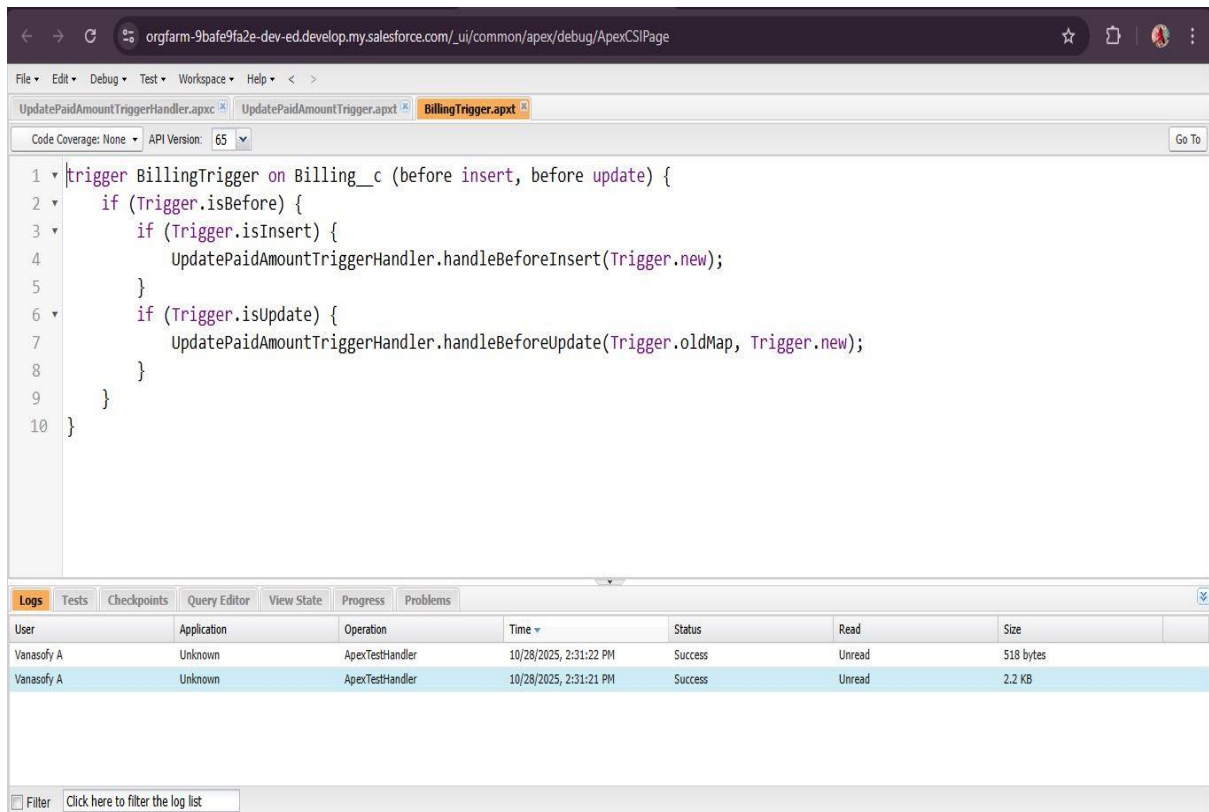 orgfarm-9bafe9fa2e-dev-ed.develop.my.salesforce.com/_ui/common/apex/debug/ApexCSIPage
File Edit Debug Test Workspace Help < >
UpdatePaidAmountTriggerHandler.apxc UpdatePaidAmountTrigger.apxt BillingTrigger.apxt
Code Coverage: None API Version: 65 Go To
1 trigger BillingTrigger on Billing__c (before insert, before update) {
2 if (Trigger.isBefore) {
3 if (Trigger.isInsert) {
4 UpdatePaidAmountTriggerHandler.handleBeforeInsert(Trigger.new);
5 }
6 if (Trigger.isUpdate) {
7 UpdatePaidAmountTriggerHandler.handleBeforeUpdate(Trigger.oldMap, Trigger.new);
8 }
9 }
10 }
Logs Tests Checkpoints Query Editor View State Progress Problems
User Application Operation Time Status Read Size
Vanasofy A Unknown ApexTestHandler 10/28/2025, 2:31:22 PM Success Unread 518 bytes
Vanasofy A Unknown ApexTestHandler 10/28/2025, 2:31:21 PM Success Unread 2.2 KB
Filter Click here to filter the log list